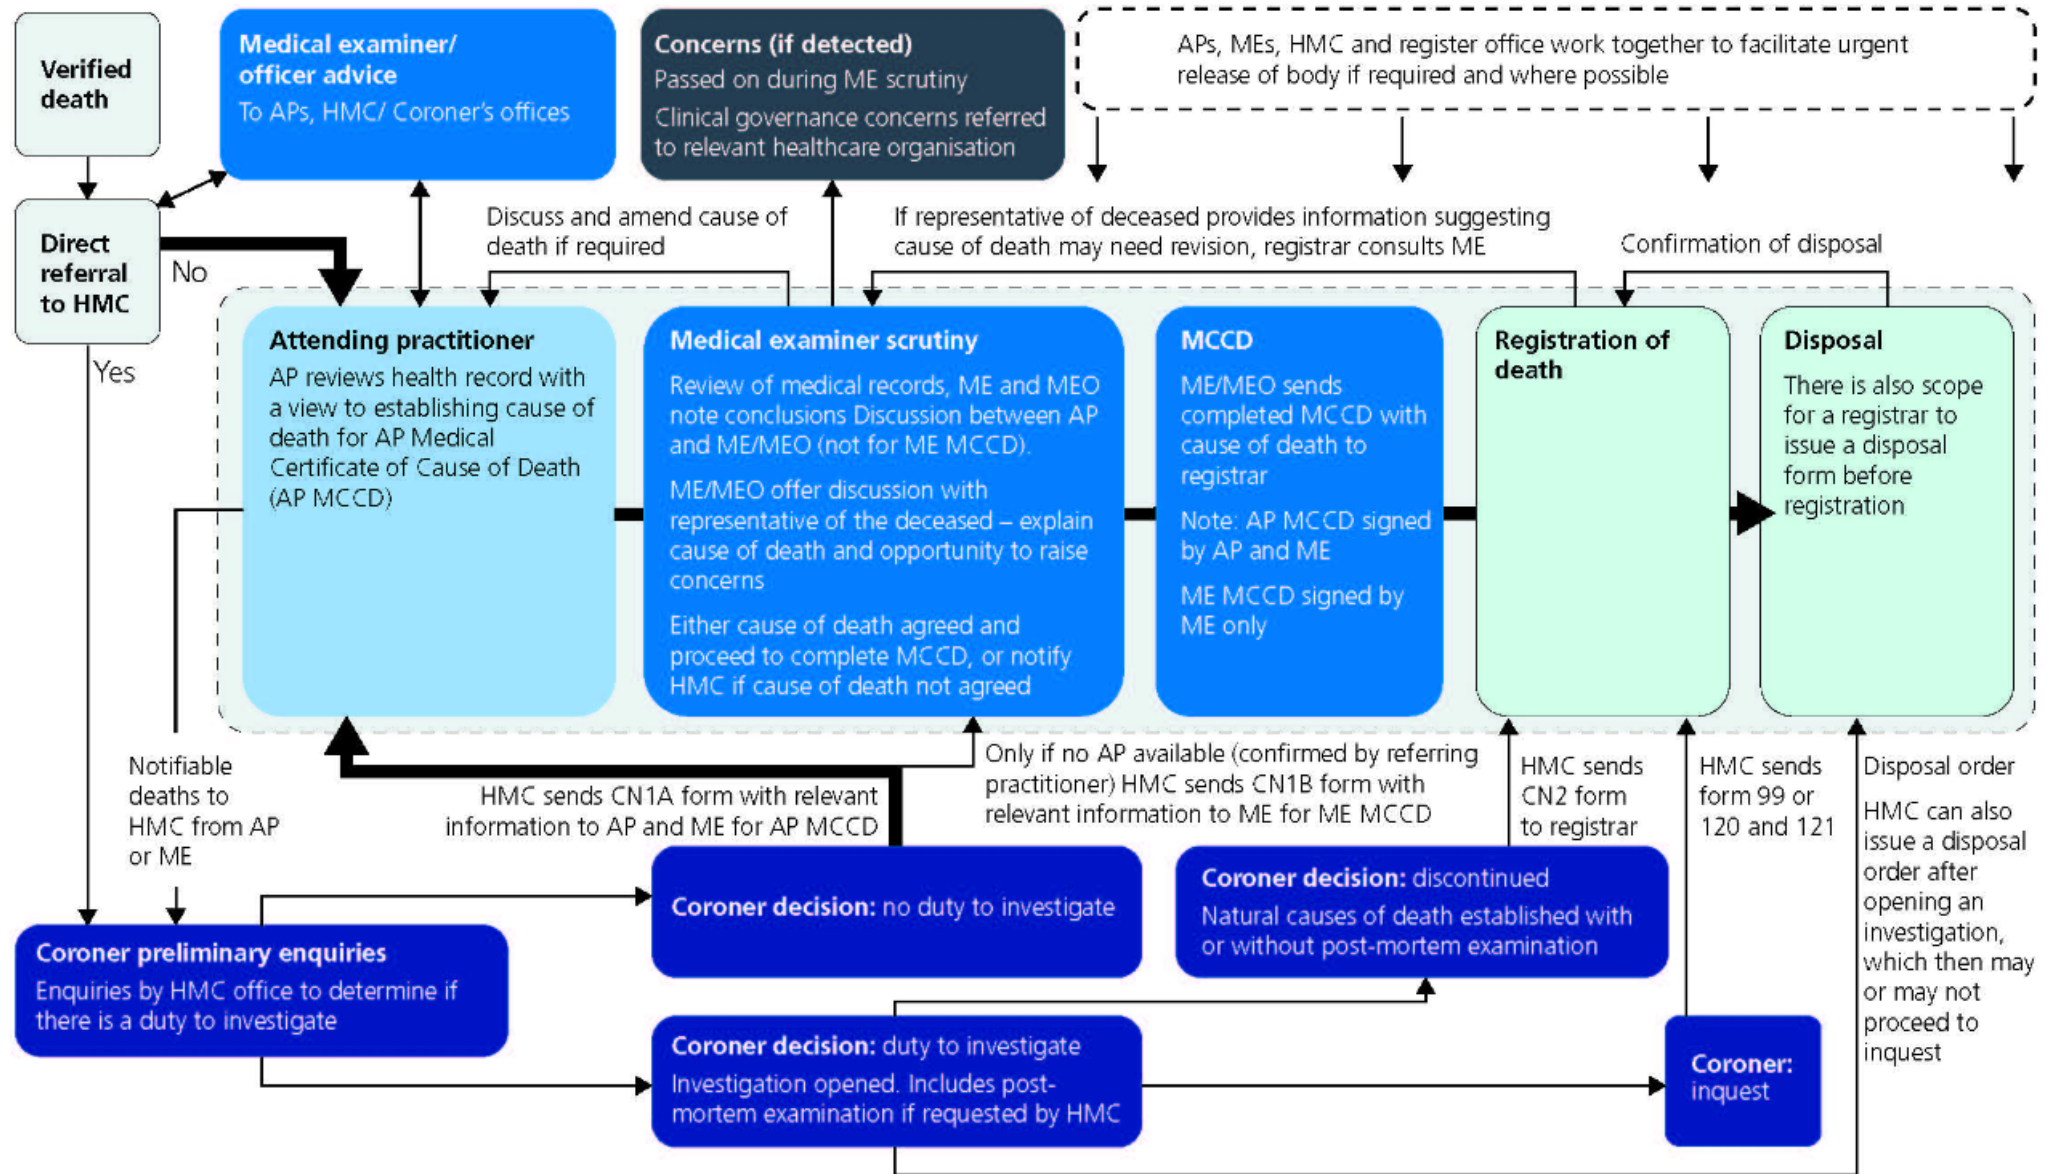 Verified
death
Medical examiner/
officer advice
To APs, HMC/ Coroner's offices
Concerns (if detected)
Passed on during ME scrutiny
Clinical governance concerns referred
to relevant healthcare organisation
APs, MEs, HMC and register office work together to facilitate urgent
release of body if required and where possible
Direct
referral
to HMC
No
Yes
Discuss and amend cause of
death if required
If representative of deceased provides information suggesting
cause of death may need revision, registrar consults ME
Confirmation of disposal
Attending practitioner
AP reviews health record with
a view to establishing cause of
death for AP Medical
Certificate of Cause of Death
(AP MCCD)
Medical examiner scrutiny
Review of medical records, ME and MEO
note conclusions Discussion between AP
and ME/MEO (not for ME MCCD).
ME/MEO offer discussion with
representative of the deceased – explain
cause of death and opportunity to raise
concerns
Either cause of death agreed and
proceed to complete MCCD, or notify
HMC if cause of death not agreed
MCCD
ME/MEO sends
completed MCCD with
cause of death to
registrar
Note: AP MCCD signed
by AP and ME
ME MCCD signed by
ME only
Registration of
death
Disposal
There is also scope
for a registrar to
issue a disposal
form before
registration
Notifiable
deaths to
HMC from AP
or ME
HMC sends CN1A form with relevant
information to AP and ME for AP MCCD
Only if no AP available (confirmed by referring
practitioner) HMC sends CN1B form with
relevant information to ME for ME MCCD
HMC sends
CN2 form
to registrar
HMC sends
form 99 or
120 and 121
Disposal order
HMC can also
issue a disposal
order after
opening an
investigation,
which then may
or may not
proceed to
inquest
Coroner preliminary enquiries
Enquiries by HMC office to determine if
there is a duty to investigate
Coroner decision: no duty to investigate
Coroner decision: discontinued
Natural causes of death established with
or without post-mortem examination
Coroner decision: duty to investigate
Investigation opened. Includes post-
mortem examination if requested by HMC
Coroner:
inquest